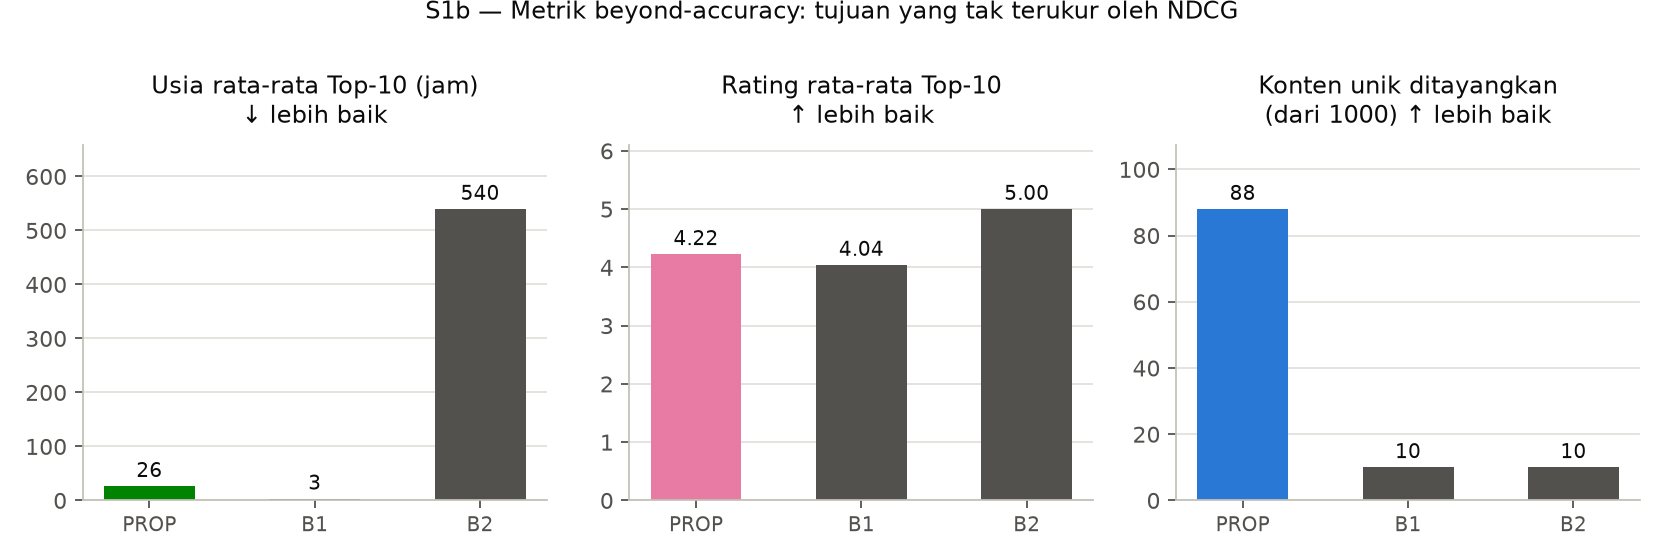 S1b — Metrik beyond-accuracy: tujuan yang tak terukur oleh NDCG
Usia rata-rata Top-10 (jam)
↓ lebih baik
600
500
400
300
200
100
0
26
3
540
PROP
B1
B2
Rating rata-rata Top-10
↑ lebih baik
6
5
4
3
2
1
0
4.22
4.04
5.00
PROP
B1
B2
Konten unik ditayangkan
(dari 1000) ↑ lebih baik
100
80
60
40
20
0
88
10
10
PROP
B1
B2